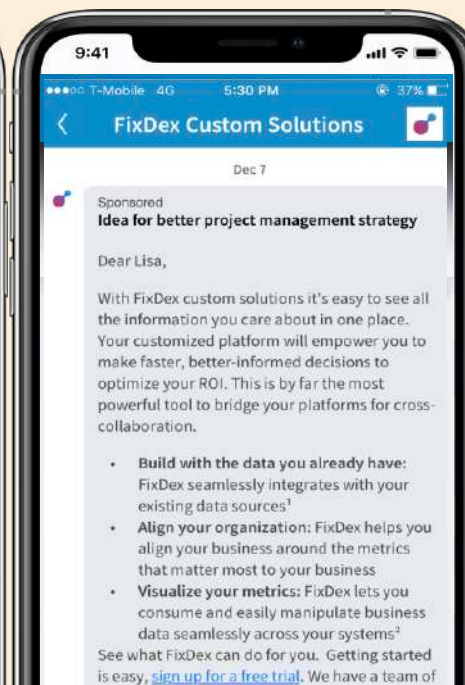 9:41
T-Mobile 4G 5:30 PM 37%
FixDex Custom Solutions
Dec 7
Sponsored
Idea for better project management strategy
Dear Lisa,
With FixDex custom solutions it's easy to see all
the information you care about in one place.
Your customized platform will empower you to
make faster, better-informed decisions to
optimize your ROI. This is by far the most
powerful tool to bridge your platforms for cross-
collaboration.
• Build with the data you already have:
FixDex seamlessly integrates with your
existing data sources¹
• Align your organization: FixDex helps you
align your business around the metrics
that matter most to your business
• Visualize your metrics: FixDex lets you
consume and easily manipulate business
data seamlessly across your systems²
See what FixDex can do for you. Getting started
is easy, sign up for a free trial. We have a team of